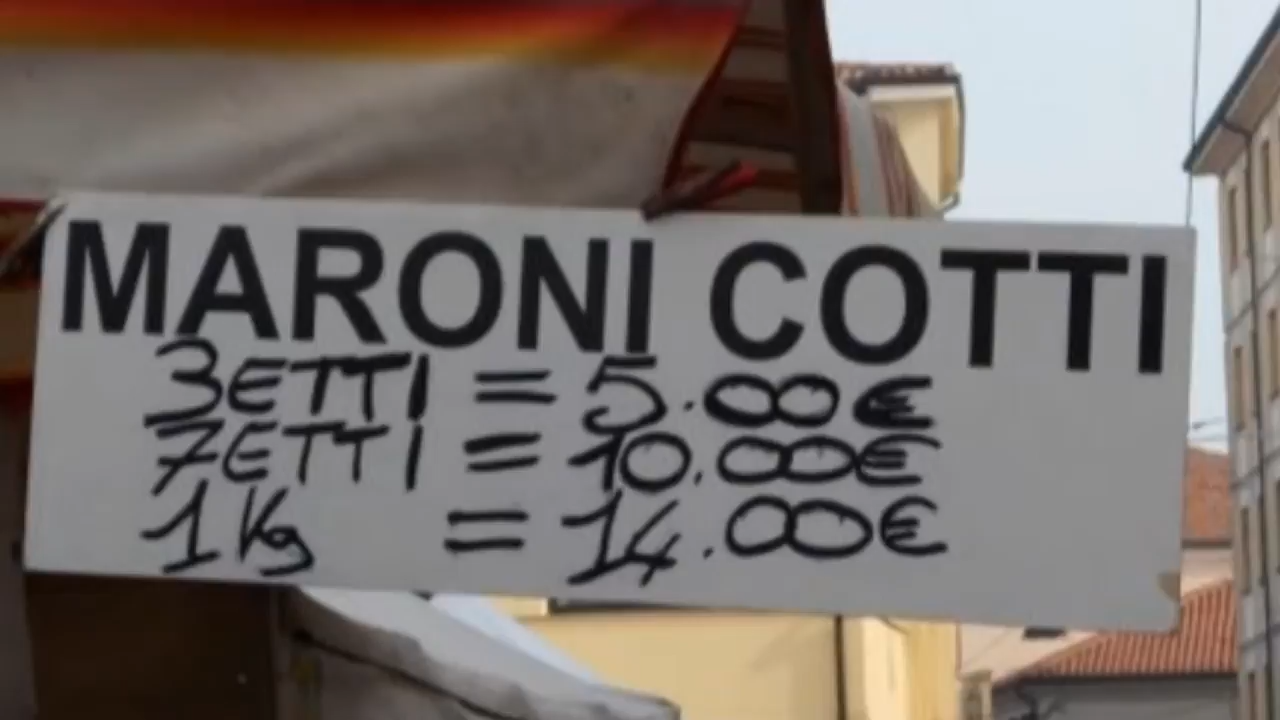 MARONI COTTI
3ETTI = 5.00€
7ETTI = 10.00€
1Kg = 14.00€